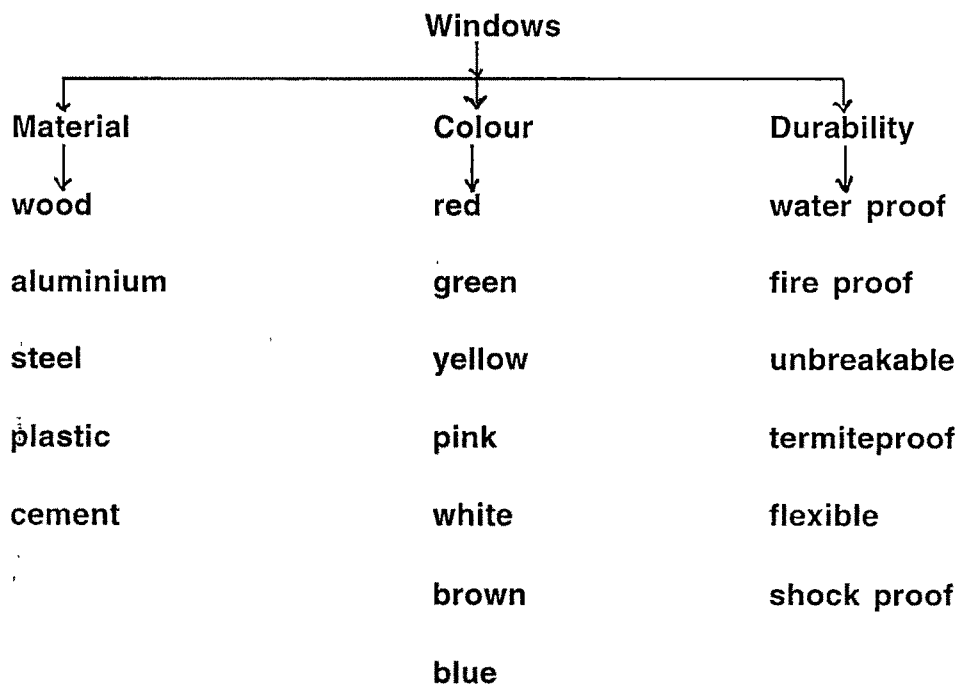 Windows
Material Colour Durability
wood red water proof
aluminium green fire proof
steel yellow unbreakable
plastic pink termiteproof
cement white flexible
brown shock proof
blue